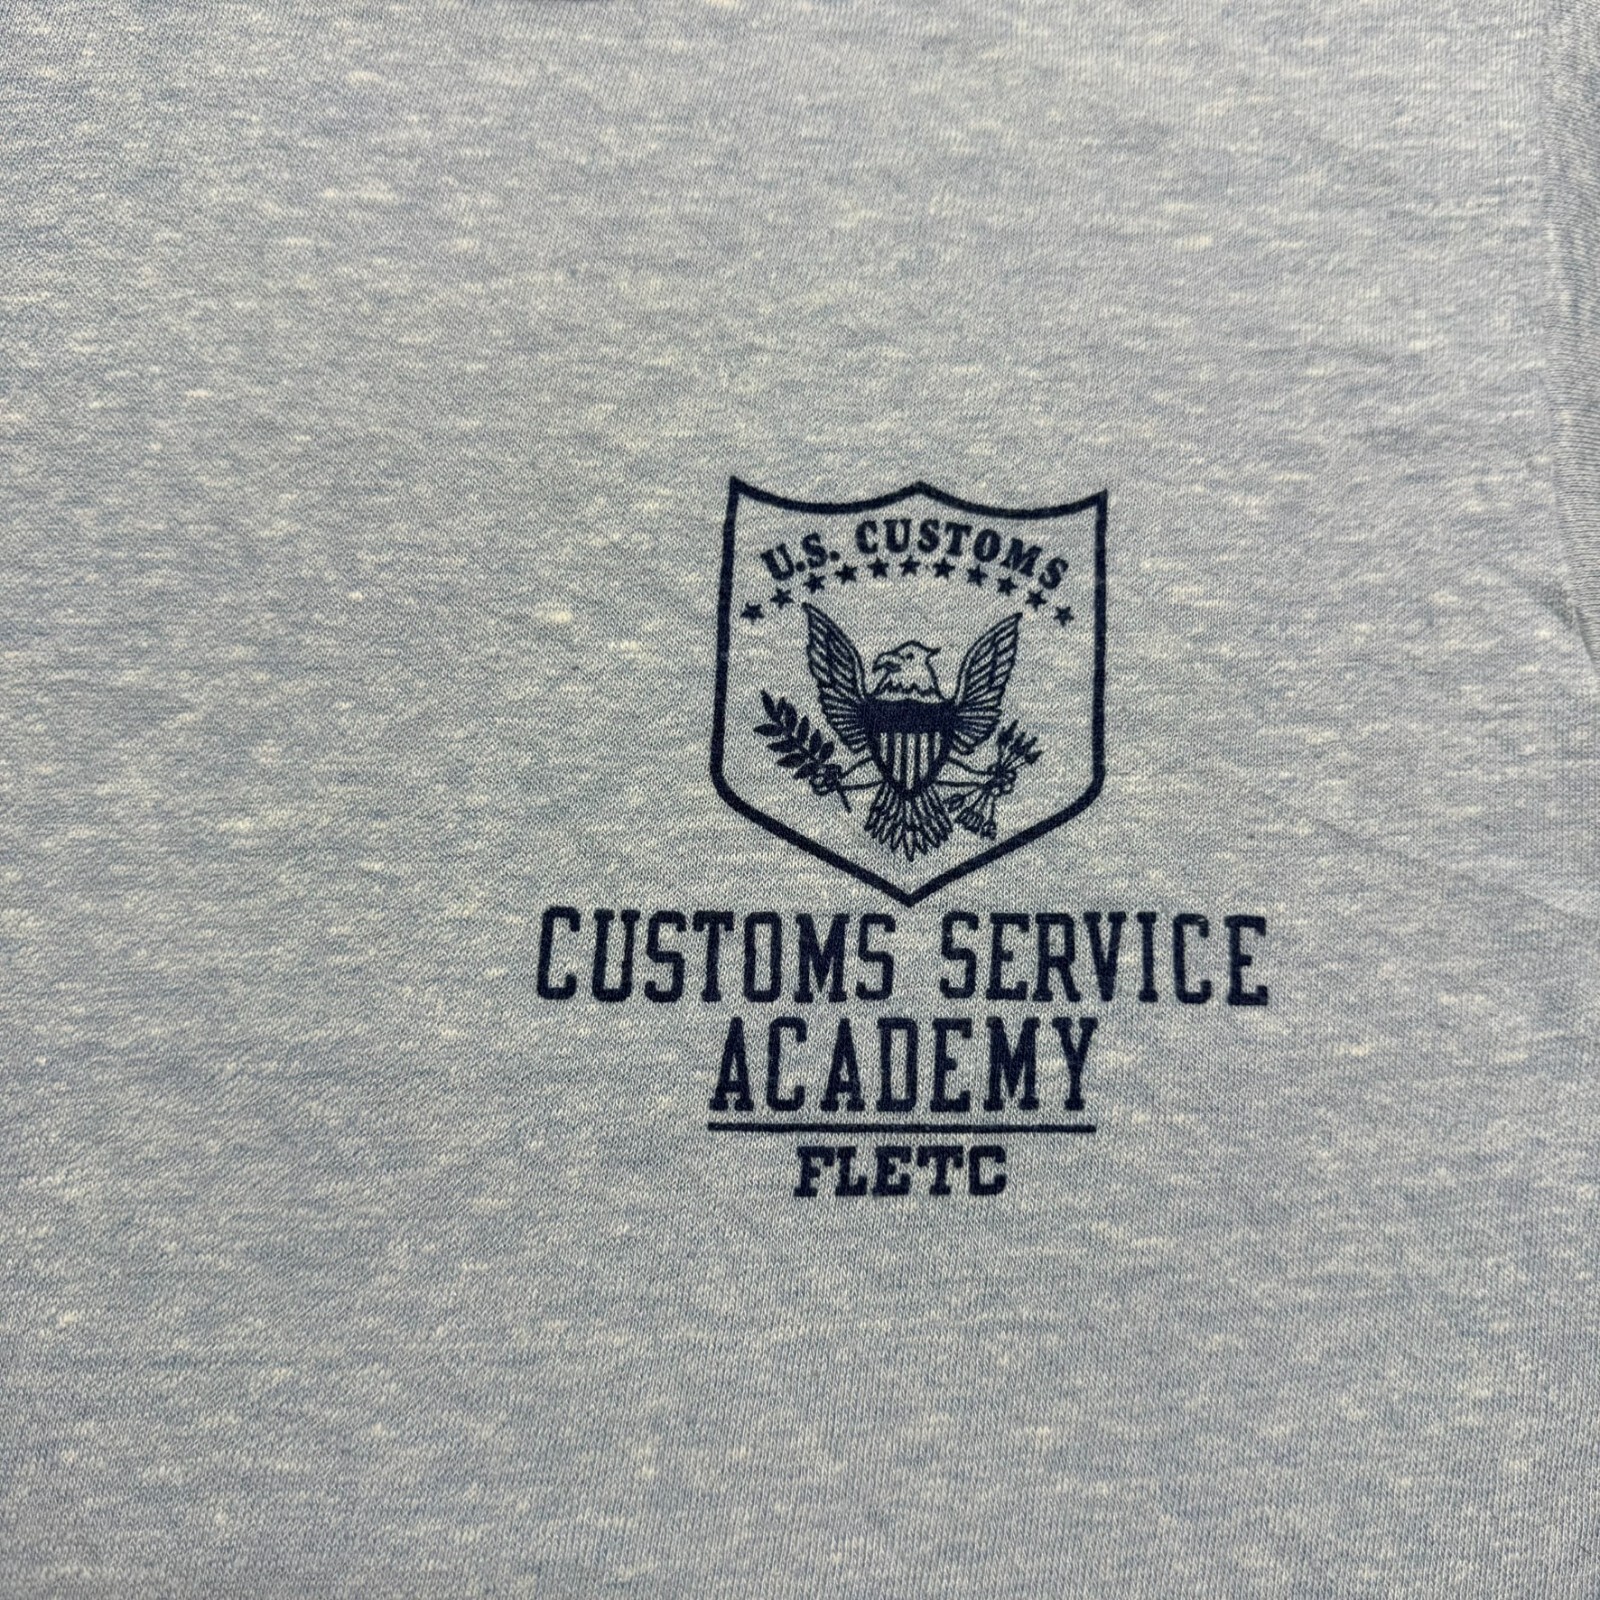 U.S. CUSTOMS
CUSTOMS SERVICE
ACADEMY
FLETC